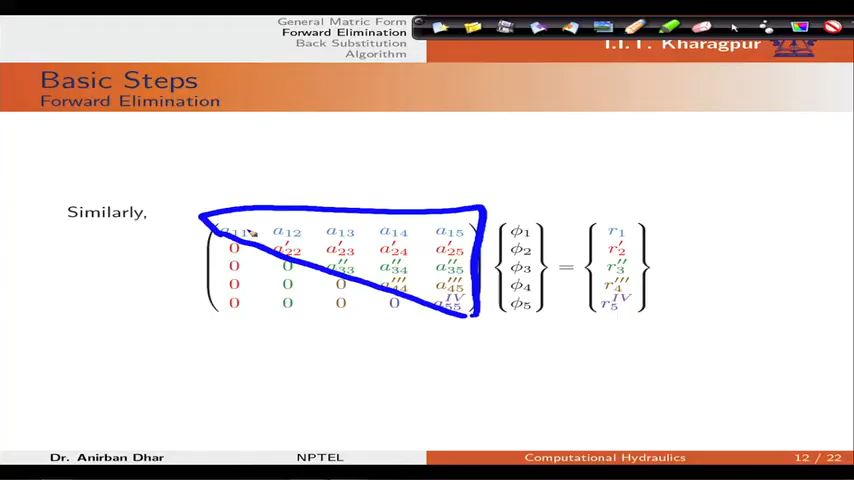 General Matric Form
Forward Elimination
Back Substitution
Algorithm
I.I.T. Kharagpur
Basic Steps
Forward Elimination
Similarly,
a11 a12 a13 a14 a15 ϕ1 r1
0 a'22 a'23 a'24 a'25 ϕ2 r'2
0 0 a''33 a''34 a''35 ϕ3 = r''3
0 0 0 a'''44 a'''45 ϕ4 r'''4
0 0 0 0 a^IV55 ϕ5 r^IV5
Dr. Anirban Dhar NPTEL Computational Hydraulics 12 / 22